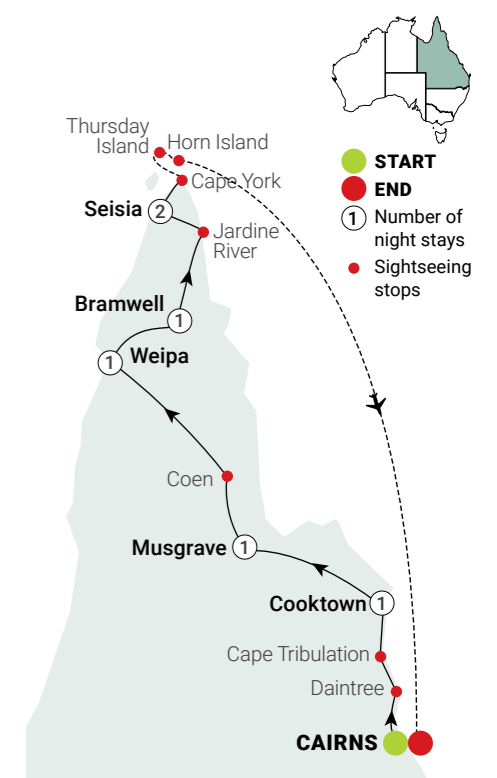 Thursday
Island
Horn Island
Cape York
START
END
1 Number of
night stays
Sightseeing
stops
Seisia 2
Jardine
River
Bramwell
1
1 Weipa
Coen
Musgrave 1
Cooktown 1
Cape Tribulation
Daintree
CAIRNS